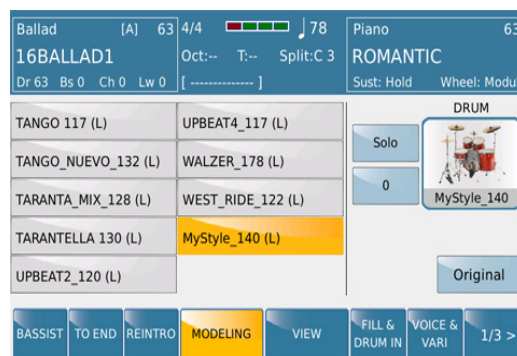 Ballad [A] 63
16BALLAD1
Dr 63 Bs 0 Ch 0 Lw 0
4/4 78
Oct:-- T:-- Split:C 3
[ -------------- ]
Piano 63
ROMANTIC
Sust: Hold Wheel: Modu
TANGO 117 (L)
TANGO_NUEVO_132 (L)
TARANTA_MIX_128 (L)
TARANTELLA 130 (L)
UPBEAT2_120 (L)
UPBEAT4_117 (L)
WALZER_178 (L)
WEST_RIDE_122 (L)
MyStyle_140 (L)
Solo
0
DRUM
MyStyle_140
Original
BASSIST
TO END
REINTRO
MODELING
VIEW
FILL &
DRUM IN
VOICE &
VARI
1/3 >